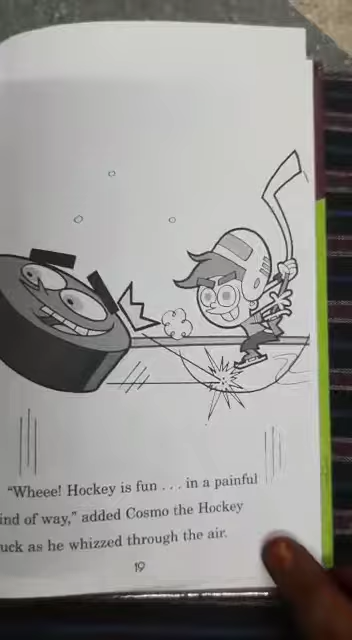 "Wheee! Hockey is fun . . . in a painful
ind of way," added Cosmo the Hockey
uck as he whizzed through the air.
19